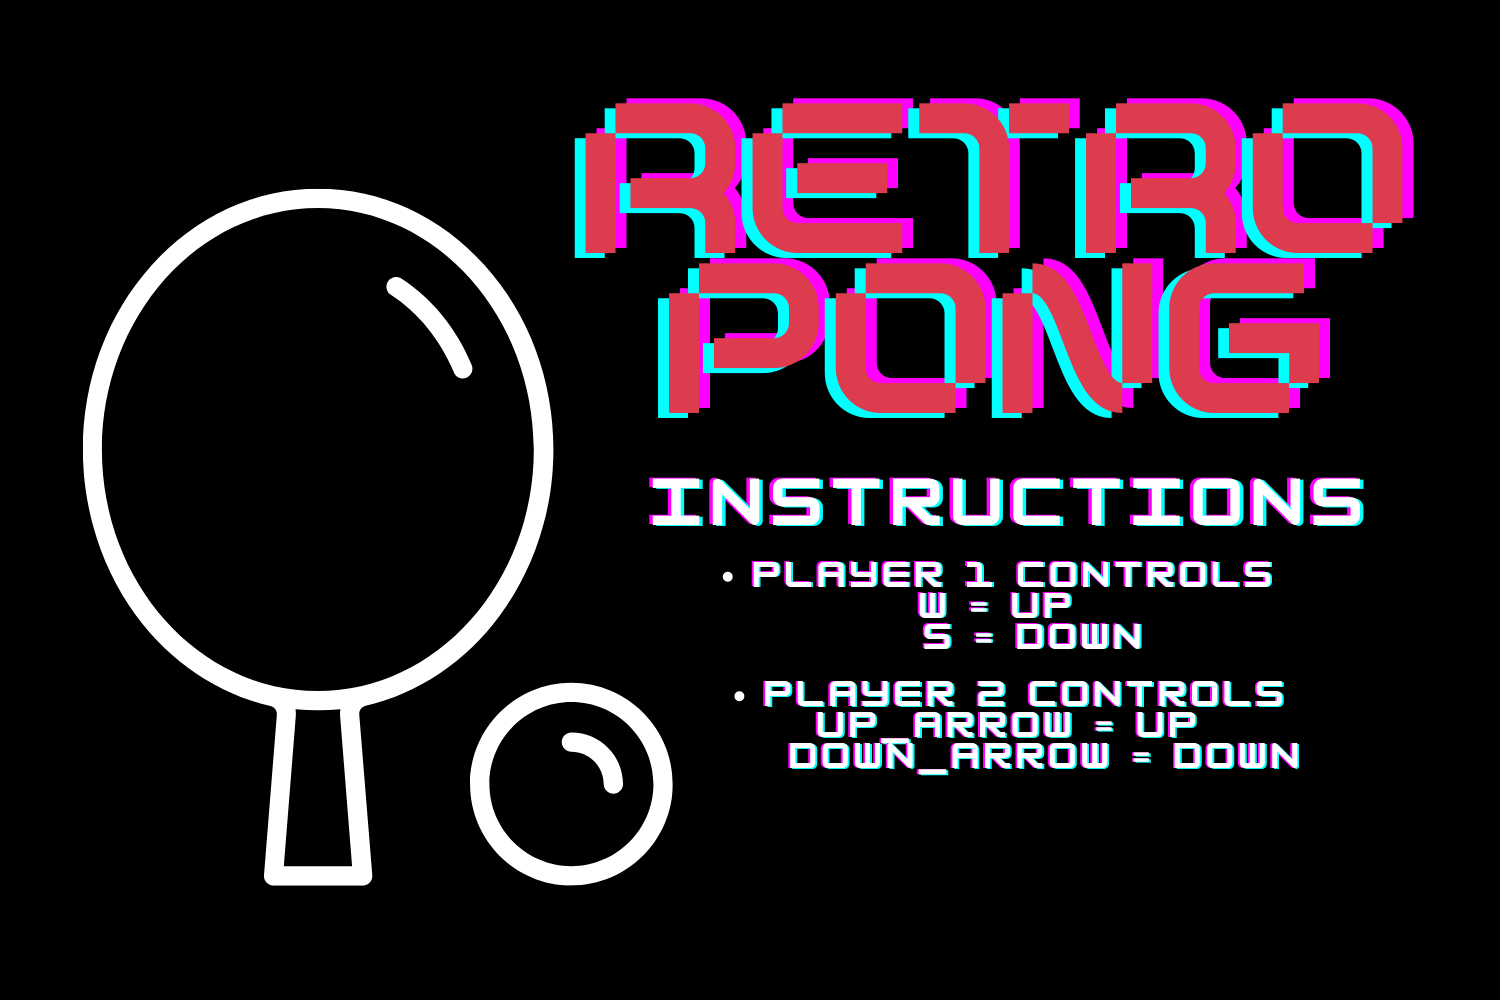 RETRO
PONG
INSTRUCTIONS
• PLAYER 1 CONTROLS
W = UP
S = DOWN
• PLAYER 2 CONTROLS
UP_ARROW = UP
DOWN_ARROW = DOWN